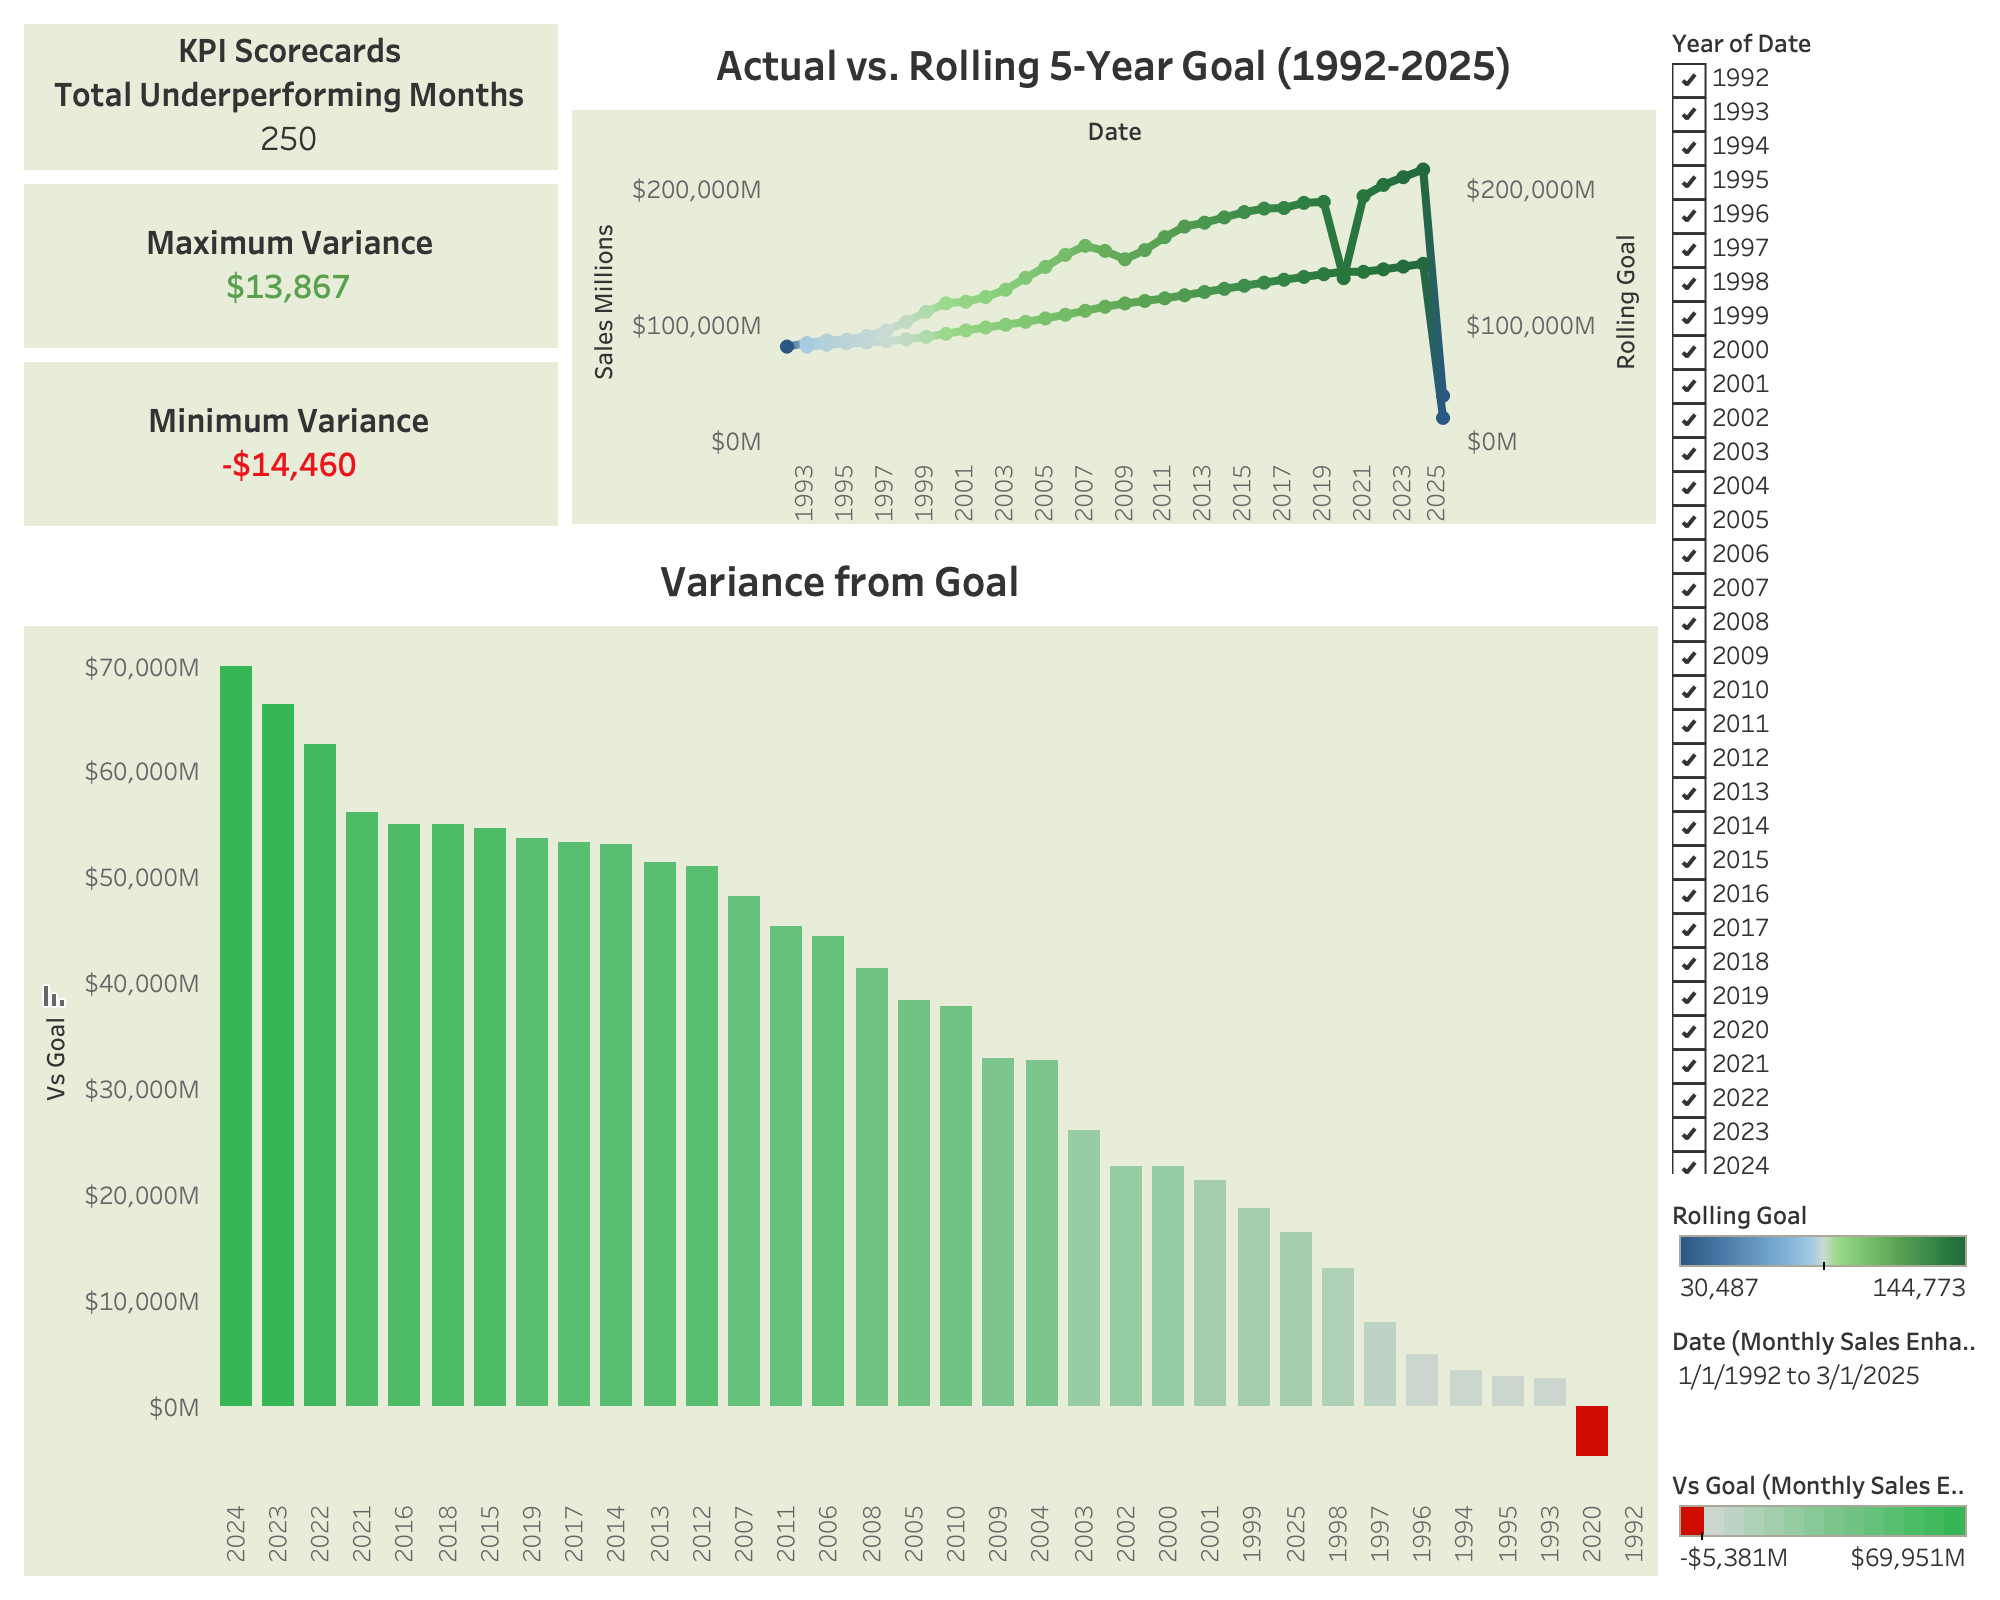 KPI Scorecards
Total Underperforming Months
250
Maximum Variance
$13,867
Minimum Variance
-$14,460
Actual vs. Rolling 5-Year Goal (1992-2025)
Date
Sales Millions
$200,000M
$100,000M
$0M
$200,000M
$100,000M
$0M
Rolling Goal
1993
1995
1997
1999
2001
2003
2005
2007
2009
2011
2013
2015
2017
2019
2021
2023
2025
Variance from Goal
Vs Goal
$70,000M
$60,000M
$50,000M
$40,000M
$30,000M
$20,000M
$10,000M
$0M
2024
2023
2022
2021
2016
2018
2015
2019
2017
2014
2013
2012
2007
2011
2006
2008
2005
2010
2009
2004
2003
2002
2000
2001
1999
2025
1998
1997
1996
1994
1995
1993
2020
1992
Year of Date
1992
1993
1994
1995
1996
1997
1998
1999
2000
2001
2002
2003
2004
2005
2006
2007
2008
2009
2010
2011
2012
2013
2014
2015
2016
2017
2018
2019
2020
2021
2022
2023
2024
Rolling Goal
30,487 144,773
Date (Monthly Sales Enha..
1/1/1992 to 3/1/2025
Vs Goal (Monthly Sales E..
-$5,381M $69,951M